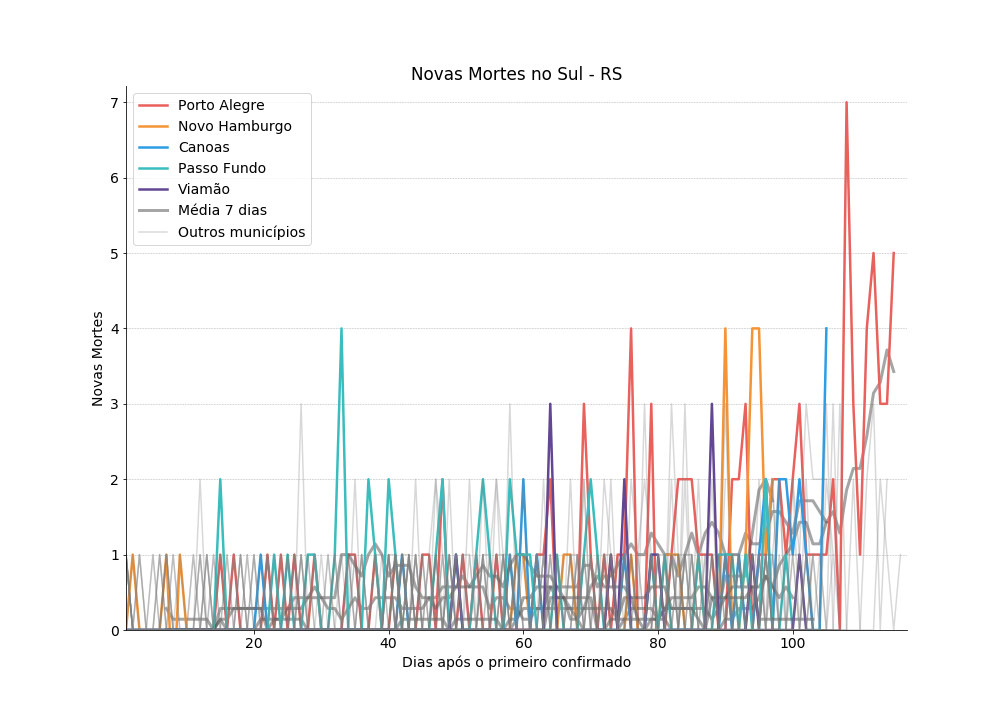 Novas Mortes no Sul - RS
Porto Alegre
Novo Hamburgo
Canoas
Passo Fundo
Viamão
Média 7 dias
Outros municípios
Novas Mortes
7
6
5
4
3
2
1
0
20
40
60
80
100
Dias após o primeiro confirmado